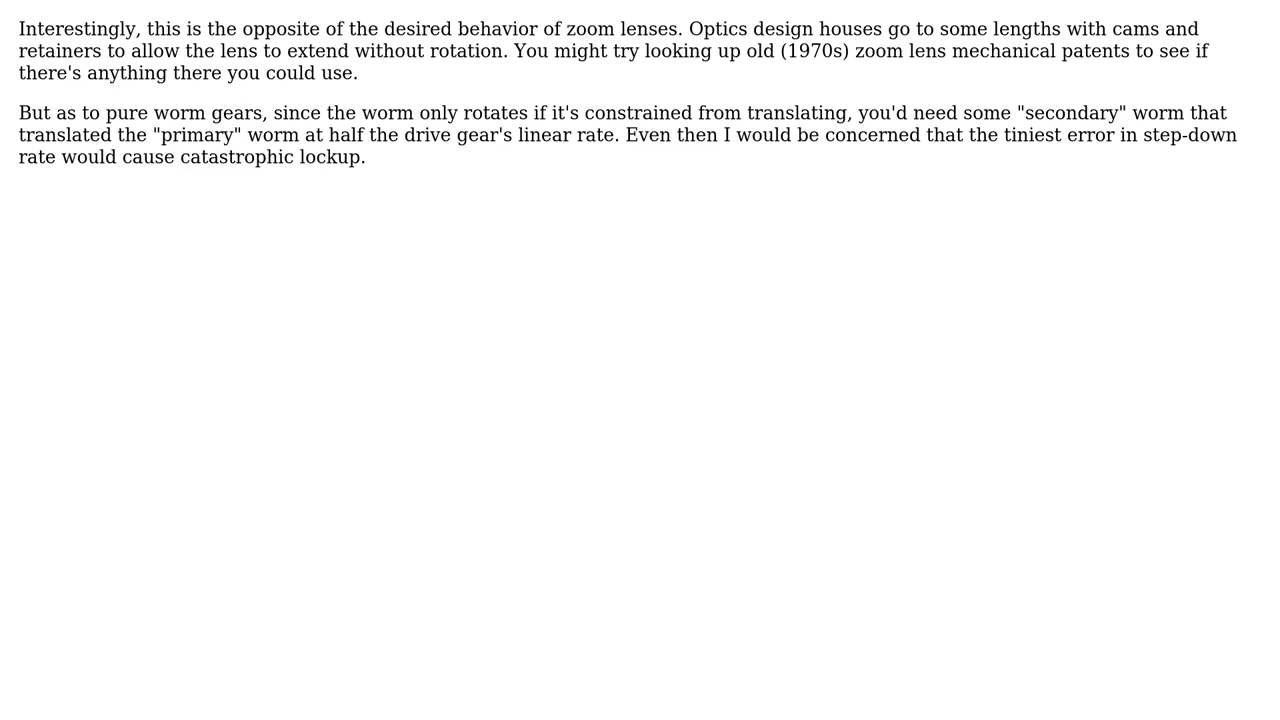 Interestingly, this is the opposite of the desired behavior of zoom lenses. Optics design houses go to some lengths with cams and
retainers to allow the lens to extend without rotation. You might try looking up old (1970s) zoom lens mechanical patents to see if
there's anything there you could use.
But as to pure worm gears, since the worm only rotates if it's constrained from translating, you'd need some "secondary" worm that
translated the "primary" worm at half the drive gear's linear rate. Even then I would be concerned that the tiniest error in step-down
rate would cause catastrophic lockup.